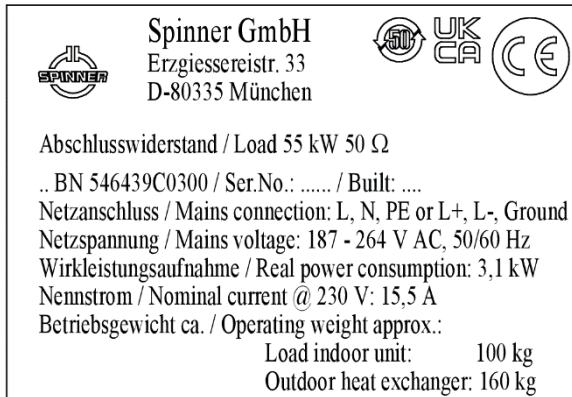 Spinner GmbH
Erzgiessereistr. 33
D-80335 München
SPINNER
50
UK
CA
CE
Abschlusswiderstand / Load 55 kW 50 Ω
.. BN 546439C0300 / Ser.No.: ...... / Built: ....
Netzanschluss / Mains connection: L, N, PE or L+, L-, Ground
Netzspannung / Mains voltage: 187 - 264 V AC, 50/60 Hz
Wirkleistungsaufnahme / Real power consumption: 3,1 kW
Nennstrom / Nominal current @ 230 V: 15,5 A
Betriebsgewicht ca. / Operating weight approx.:
Load indoor unit: 100 kg
Outdoor heat exchanger: 160 kg